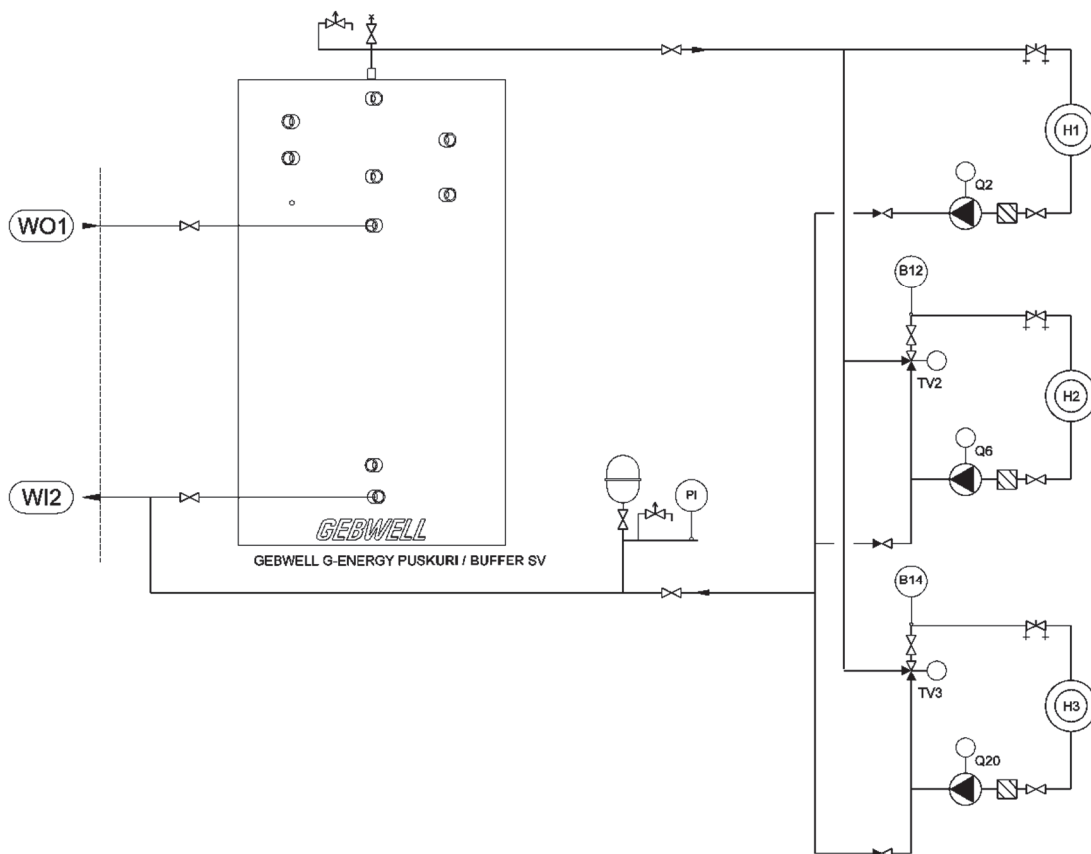 H1
Q2
WO1
B12
TV2
H2
Q6
WI2
PI
GEBWELL
GEBWELL G-ENERGY PUSKURI / BUFFER SV
B14
TV3
H3
Q20